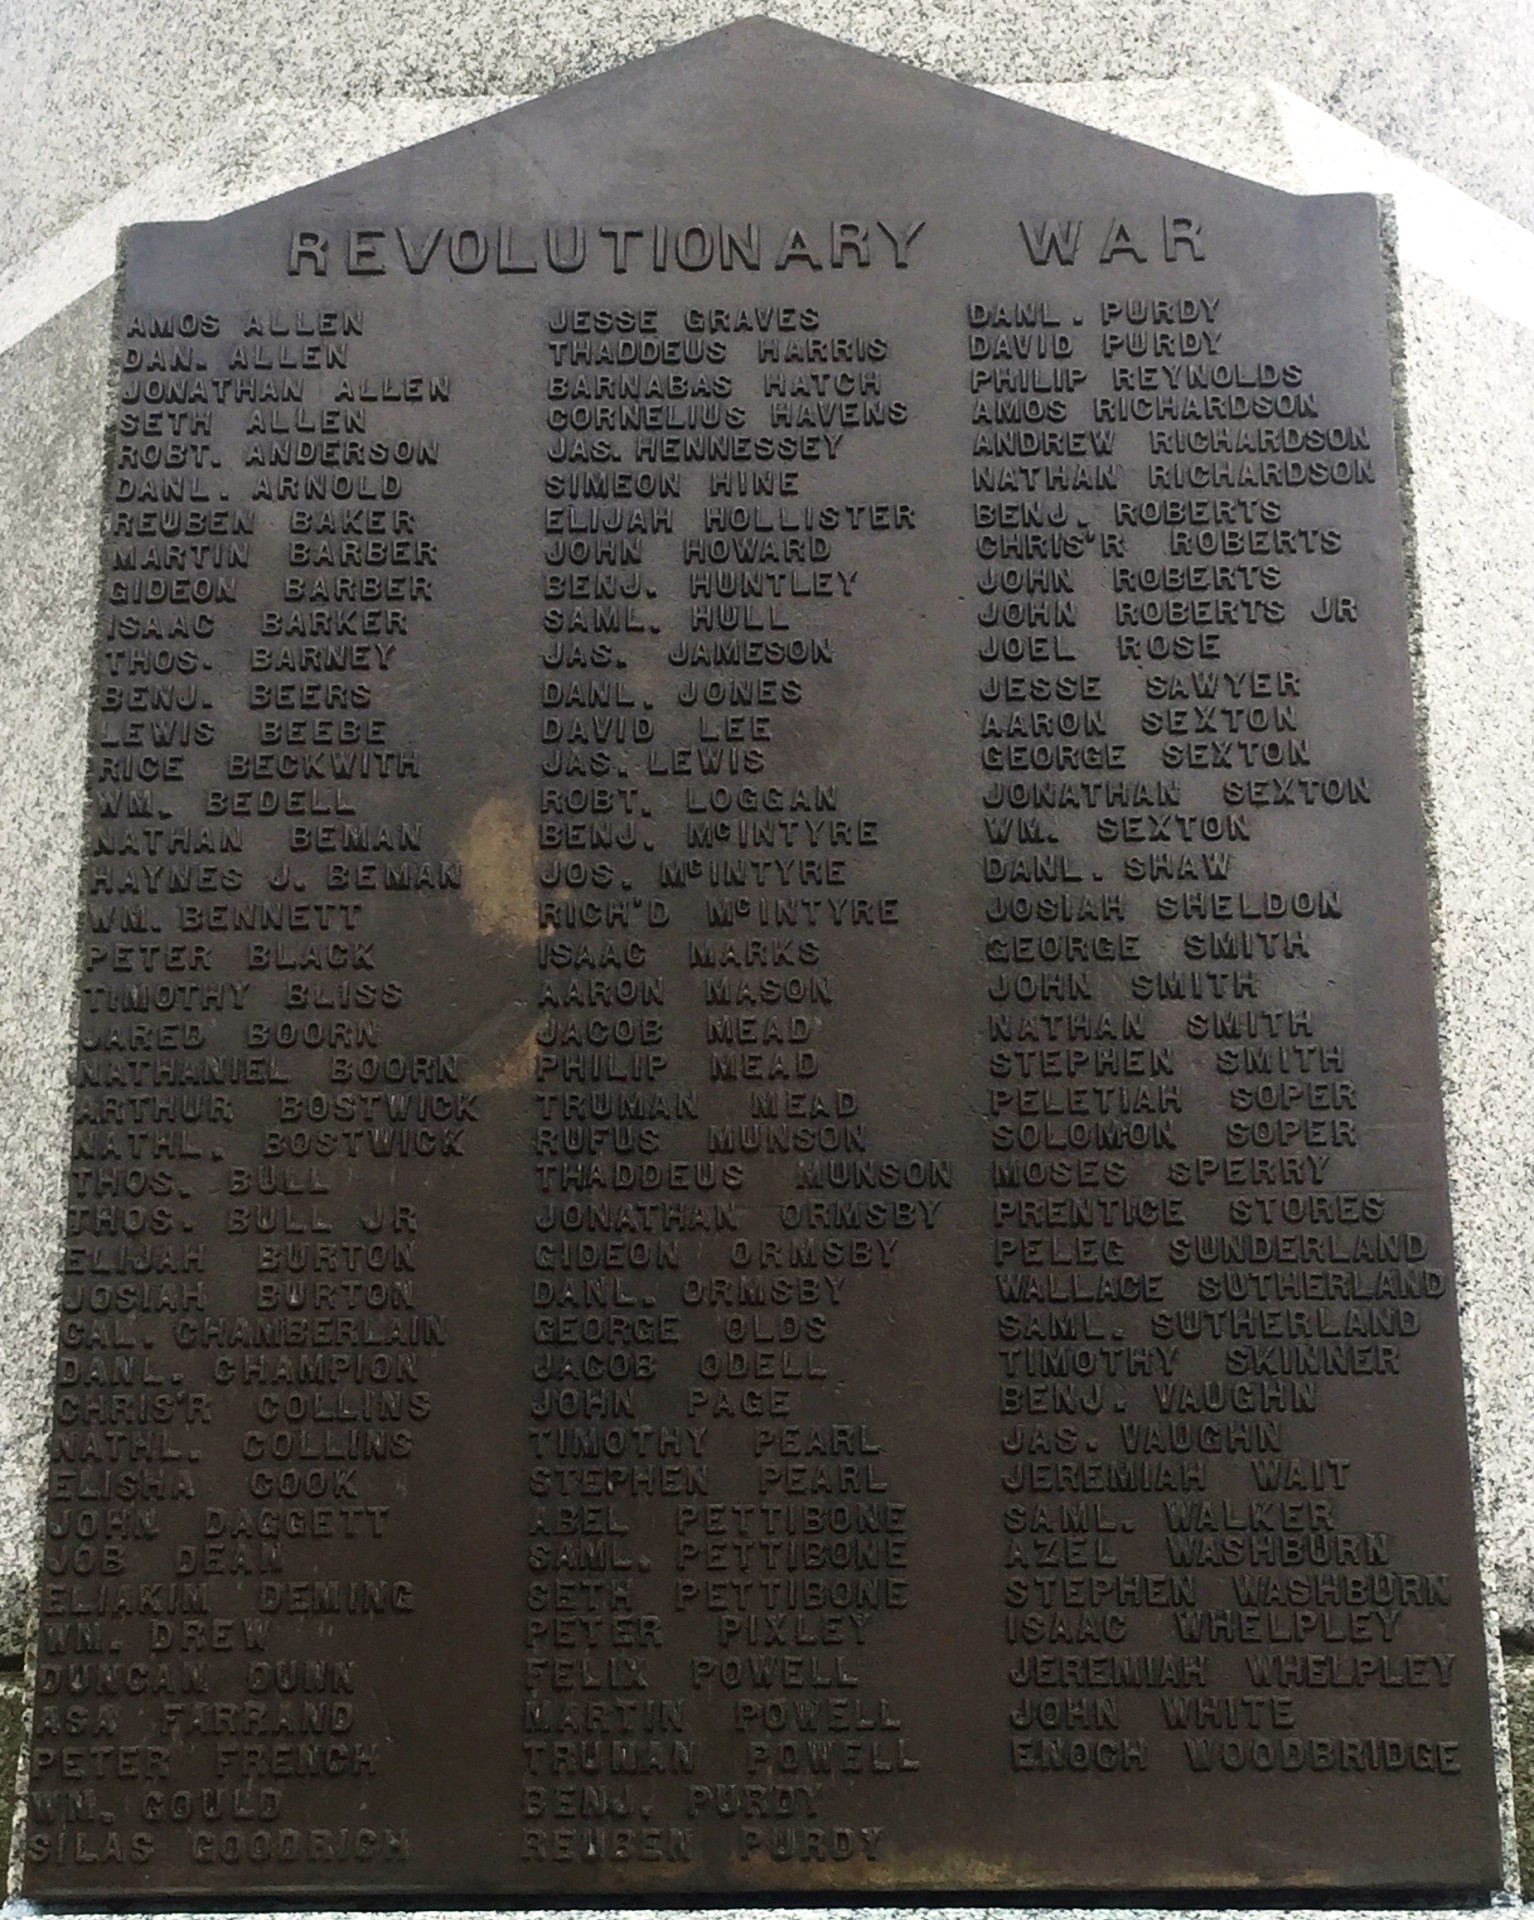 REVOLUTIONARY WAR
AMOS ALLEN
DAN. ALLEN
JONATHAN ALLEN
SETH ALLEN
ROBT. ANDERSON
DANL. ARNOLD
REUBEN BAKER
MARTIN BARBER
GIDEON BARBER
ISAAC BARKER
THOS. BARNEY
BENJ. BEERS
LEWIS BEEBE
RICE BECKWITH
WM. BEDELL
NATHAN BEMAN
HAYNES J. BEMAN
WM. BENNETT
PETER BLACK
TIMOTHY BLISS
JARED BOORN
NATHANIEL BOORN
ARTHUR BOSTWICK
NATHL. BOSTWICK
THOS. BULL
THOS. BULL JR
ELIJAH BURTON
JOSIAH BURTON
CAL. CHAMBERLAIN
DANL. CHAMPION
CHRIS'R COLLINS
NATHL. COLLINS
ELISHA COOK
JOHN DAGGETT
JOB DEAN
ELIAKIM DEMING
WM. DREW
DUNCAN DUNN
ASA FARRAND
PETER FRENCH
WM. GOULD
SILAS GOODRICH
JESSE GRAVES
THADDEUS HARRIS
BARNABAS HATCH
CORNELIUS HAVENS
JAS. HENNESSEY
SIMEON HINE
ELIJAH HOLLISTER
JOHN HOWARD
BENJ. HUNTLEY
SAML. HULL
JAS. JAMESON
DANL. JONES
DAVID LEE
JAS. LEWIS
ROBT. LOGGAN
BENJ. McINTYRE
JOS. McINTYRE
RICH'D McINTYRE
ISAAC MARKS
AARON MASON
JACOB MEAD
PHILIP MEAD
TRUMAN MEAD
RUFUS MUNSON
THADDEUS MUNSON
JONATHAN ORMSBY
GIDEON ORMSBY
DANL. ORMSBY
GEORGE OLDS
JACOB ODELL
JOHN PAGE
TIMOTHY PEARL
STEPHEN PEARL
ABEL PETTIBONE
SAML. PETTIBONE
SETH PETTIBONE
PETER PIXLEY
FELIX POWELL
MARTIN POWELL
TRUMAN POWELL
BENJ. PURDY
REUBEN PURDY
DANL. PURDY
DAVID PURDY
PHILIP REYNOLDS
AMOS RICHARDSON
ANDREW RICHARDSON
NATHAN RICHARDSON
BENJ. ROBERTS
CHRIS'R ROBERTS
JOHN ROBERTS
JOHN ROBERTS JR
JOEL ROSE
JESSE SAWYER
AARON SEXTON
GEORGE SEXTON
JONATHAN SEXTON
WM. SEXTON
DANL. SHAW
JOSIAH SHELDON
GEORGE SMITH
JOHN SMITH
NATHAN SMITH
STEPHEN SMITH
PELETIAH SOPER
SOLOMON SOPER
MOSES SPERRY
PRENTICE STORES
PELEG SUNDERLAND
WALLACE SUTHERLAND
SAML. SUTHERLAND
TIMOTHY SKINNER
BENJ. VAUGHN
JAS. VAUGHN
JEREMIAH WAIT
SAML. WALKER
AZEL WASHBURN
STEPHEN WASHBURN
ISAAC WHELPLEY
JEREMIAH WHELPLEY
JOHN WHITE
ENOCH WOODBRIDGE